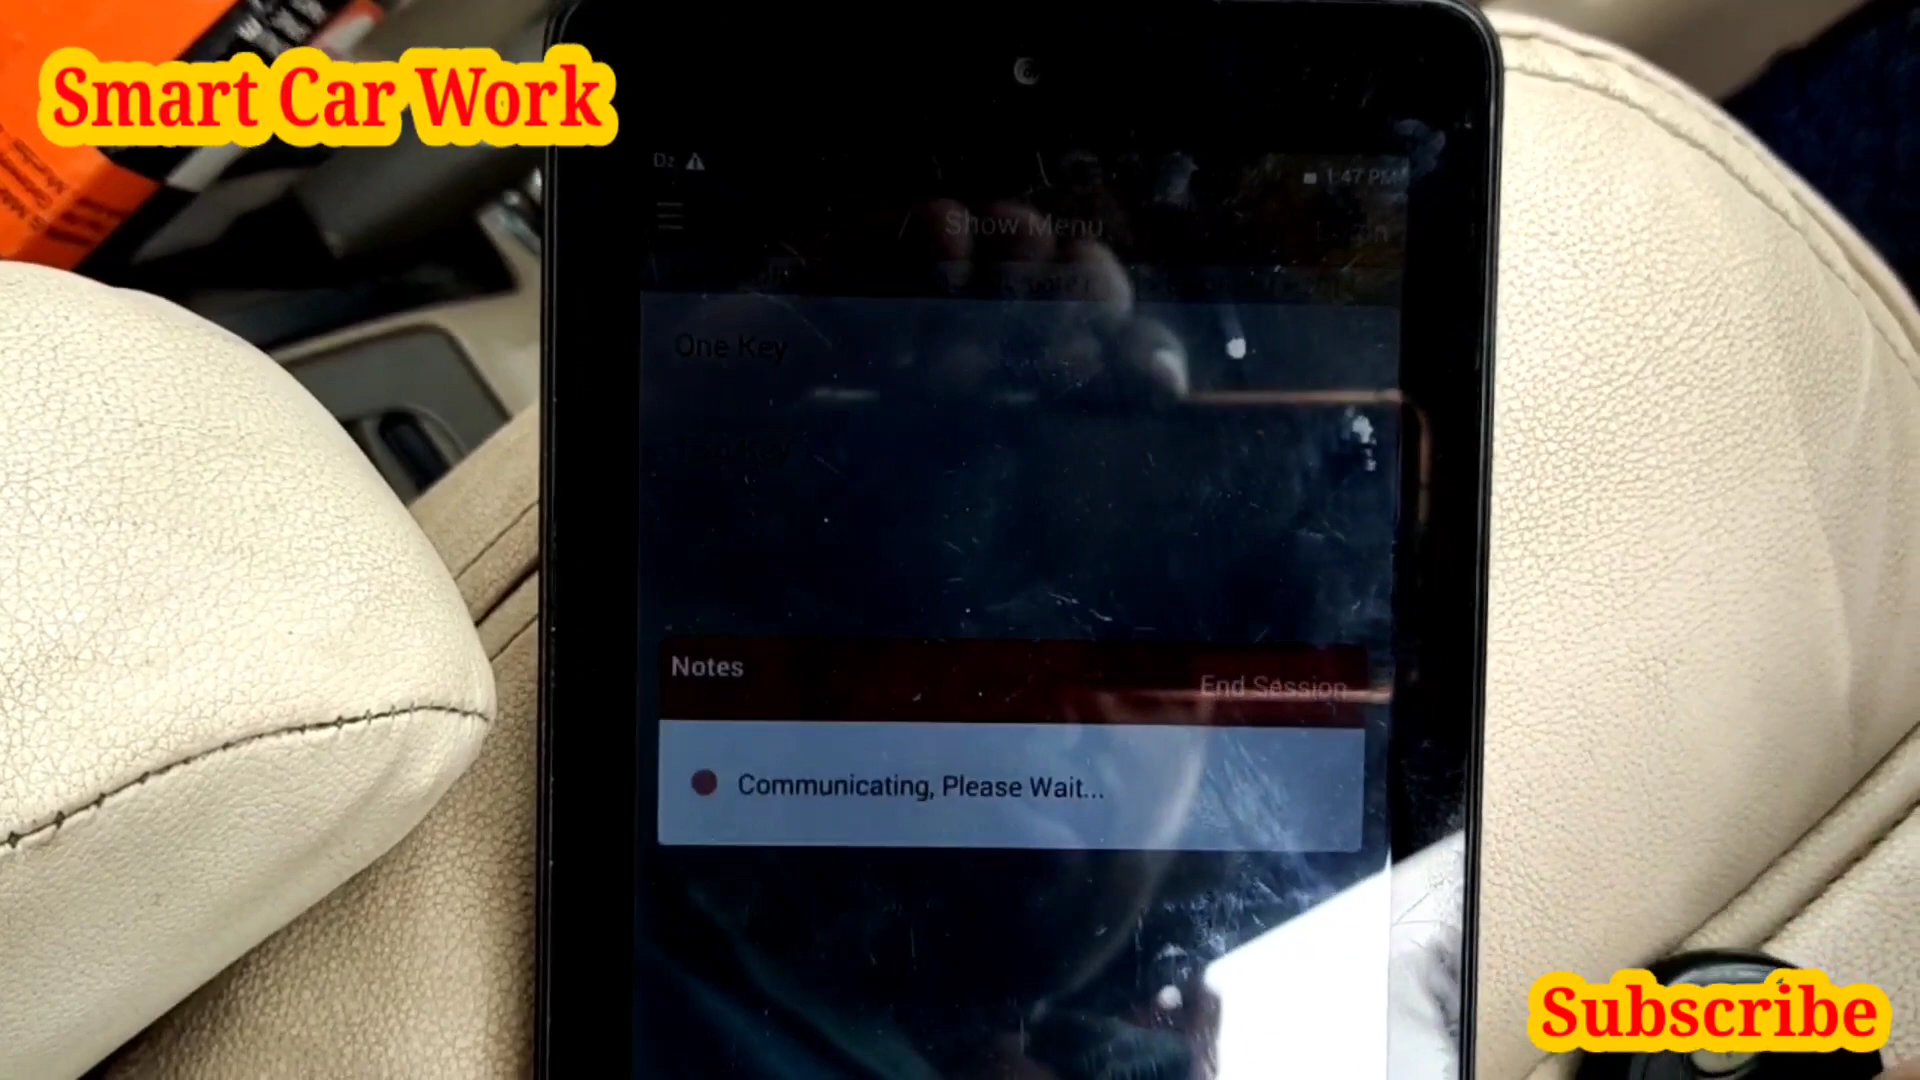 Smart Car Work
1:47 PM
Show Menu
One Key
Notes
End Session
Communicating, Please Wait...
Subscribe